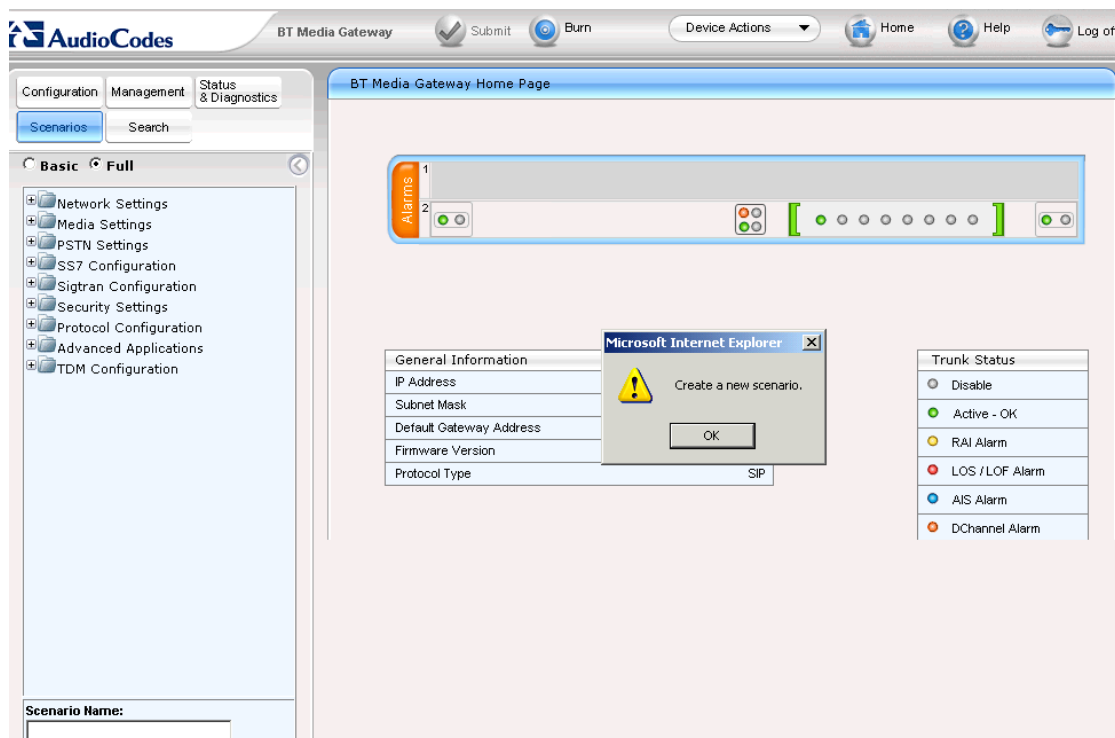 AudioCodes
BT Media Gateway
Submit
Burn
Device Actions
Home
Help
Log of
Configuration
Management
Status
& Diagnostics
Scenarios
Search
Basic
Full
Network Settings
Media Settings
PSTN Settings
SS7 Configuration
Sigtran Configuration
Security Settings
Protocol Configuration
Advanced Applications
TDM Configuration
Scenario Name:
BT Media Gateway Home Page
Alarms
1
2
General Information
IP Address
Subnet Mask
Default Gateway Address
Firmware Version
Protocol Type SIP
Microsoft Internet Explorer
Create a new scenario.
OK
Trunk Status
Disable
Active - OK
RAI Alarm
LOS / LOF Alarm
AIS Alarm
DChannel Alarm